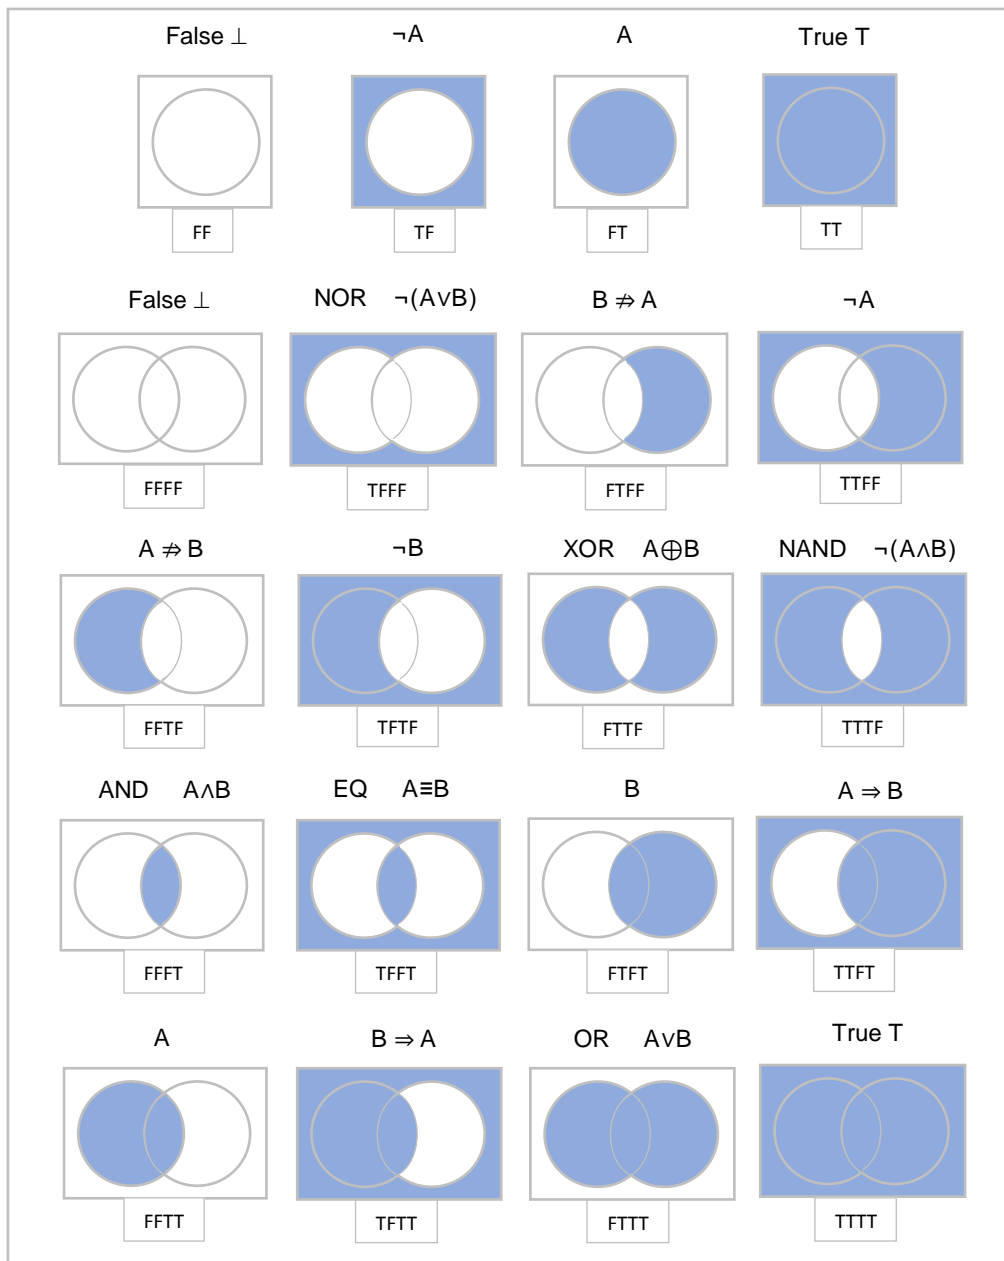 False ⊥ ¬A A True T
FF TF FT TT
False ⊥ NOR ¬(A∨B) B ⇏ A ¬A
FFFF TFFF FTFF TTFF
A ⇏ B ¬B XOR A⊕B NAND ¬(A∧B)
FFTF TFTF FTTF TTTF
AND A∧B EQ A≡B B A ⇒ B
FFFT TFFT FTFT TTFT
A B ⇒ A OR A∨B True T
FFTT TFTT FTTT TTTT